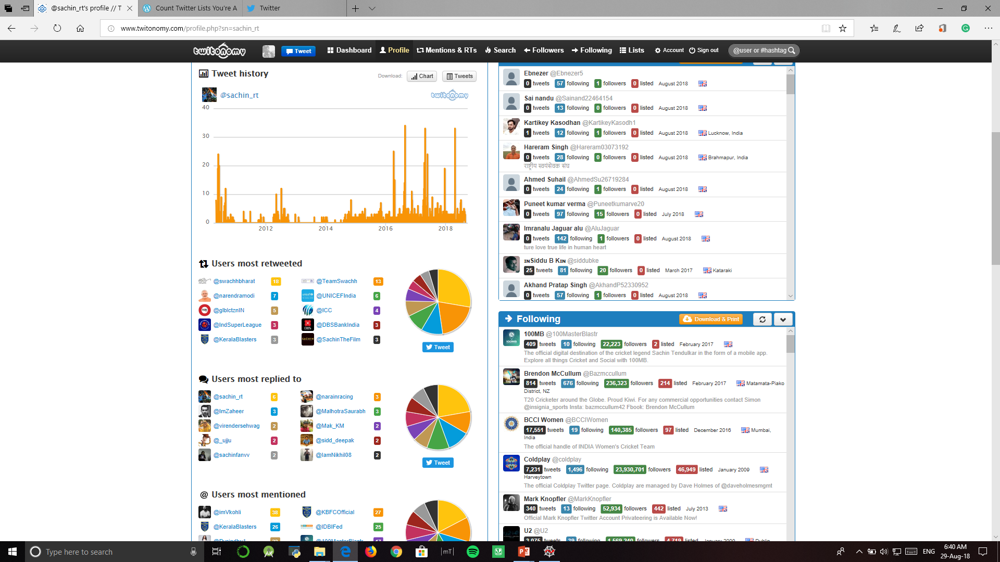 @sachin_rt's profile // T
Count Twitter Lists You're A
Twitter
www.twitonomy.com/profile.php?sn=sachin_rt
twitonomy
Tweet
Dashboard
Profile
Mentions & RTs
Search
Followers
Following
Lists
Account
Sign out
@user or #hashtag
Tweet history
Download:
Chart
Tweets
@sachin_rt
twitonomy
40
30
20
10
0
2012 2014 2016 2018
Users most retweeted
@swachhbharat 18 @TeamSwachh 13
@narendramodi 7 @UNICEFIndia 6
@glblctznIN 5 @ICC 4
@IndSuperLeague 3 @DBSBankIndia 3
@KeralaBlasters 3 @SachinTheFilm 3
Tweet
Users most replied to
@sachin_rt 6 @narainracing 3
@ImZaheer 3 @MalhotraSaurabh 3
@virendersehwag 2 @Mak_KM 2
@_ujju 2 @sidd_deepak 2
@sachinfanvv 2 @IamNikhil08 2
Tweet
@ Users most mentioned
@imVkohli 38 @KBFCOfficial 27
@KeralaBlasters 26 @IDBIFed 25
Ebnezer @Ebnezer5
0 tweets 57 following 1 followers 0 listed August 2018
Sai nandu @Sainand22464154
0 tweets 13 following 0 followers 0 listed August 2018
Kartikey Kasodhan @KartikeyKasodh1
1 tweets 12 following 1 followers 0 listed August 2018 Lucknow, India
Hareram Singh @Hareram03073192
0 tweets 28 following 0 followers 0 listed August 2018 Brahmapur, India
राष्ट्रीय स्वयंसेवक संघ
Ahmed Suhail @AhmedSu26719284
0 tweets 24 following 1 followers 0 listed August 2018
Puneet kumar verma @Puneetkumarve20
0 tweets 97 following 15 followers 0 listed July 2018
Imranalu Jaguar alu @AluJaguar
0 tweets 142 following 1 followers 0 listed August 2018
ture love true life in human heart
ɪɴSiddu B Kɪɴ @siddubke
25 tweets 81 following 20 followers 0 listed March 2017 Kataraki
Akhand Pratap Singh @AkhandP52330952
0 tweets 57 following 1 followers 0 listed August 2018
Following
Download & Print
100MB @100MasterBlastr
409 tweets 10 following 22,223 followers 2 listed February 2017
The official digital destination of the cricket legend Sachin Tendulkar in the form of a mobile app.
Explore all things Cricket and Social with 100MB.
Brendon McCullum @Bazmccullum
814 tweets 676 following 236,323 followers 214 listed February 2017 Matamata-Piako
District, NZ
T20 Cricketer around the Globe. Proud Kiwi. For any commercial opportunities contact Simon
@insignia_sports Insta: bazmccullum42 Fbook: Brendon McCullum
BCCI Women @BCCIWomen
17,551 tweets 19 following 140,385 followers 97 listed December 2016 Mumbai,
India
The official handle of INDIA Women's Cricket Team
Coldplay @coldplay
7,231 tweets 1,496 following 23,930,701 followers 46,949 listed January 2009
Harveytown
The official Coldplay Twitter page. Coldplay are managed by Dave Holmes of @daveholmesmgmt
Mark Knopfler @MarkKnopfler
340 tweets 13 following 52,934 followers 442 listed July 2013
Official Mark Knopfler Twitter Account Privateering is Available Now!
U2 @U2
Type here to search
ENG
6:40 AM
29-Aug-18